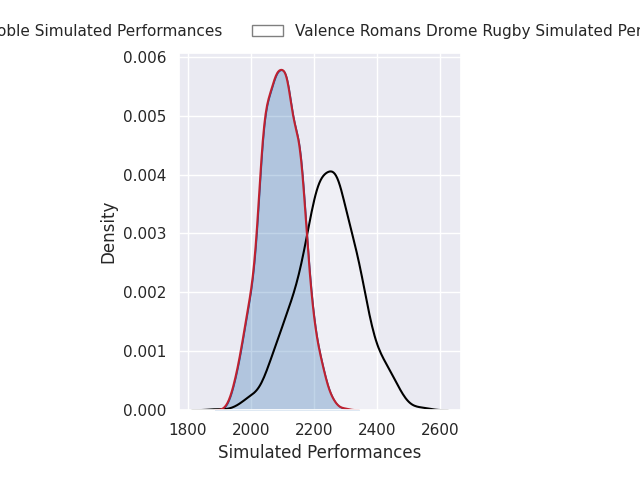 oble Simulated Performances
Valence Romans Drome Rugby Simulated Per
0.006
0.005
0.004
0.003
0.002
0.001
0.000
Density
1800 2000 2200 2400 2600
Simulated Performances